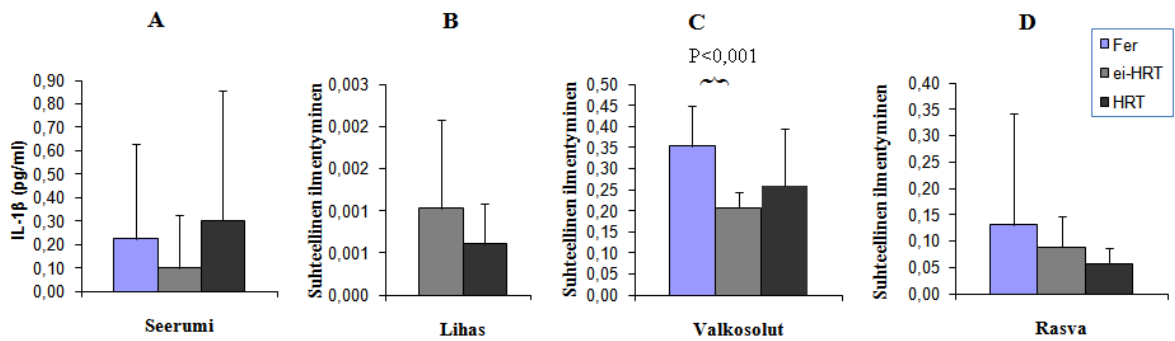 A
IL-1β (pg/ml)
0,90
0,80
0,70
0,60
0,50
0,40
0,30
0,20
0,10
0,00
Seerumi
B
Suhteellinen ilmentyminen
0,003
0,002
0,002
0,001
0,001
0,000
Lihas
C
P<0,001
Suhteellinen ilmentyminen
0,50
0,45
0,40
0,35
0,30
0,25
0,20
0,15
0,10
0,05
0,00
Valkosolut
D
Suhteellinen ilmentyminen
0,40
0,35
0,30
0,25
0,20
0,15
0,10
0,05
0,00
Rasva
Fer
ei-HRT
HRT